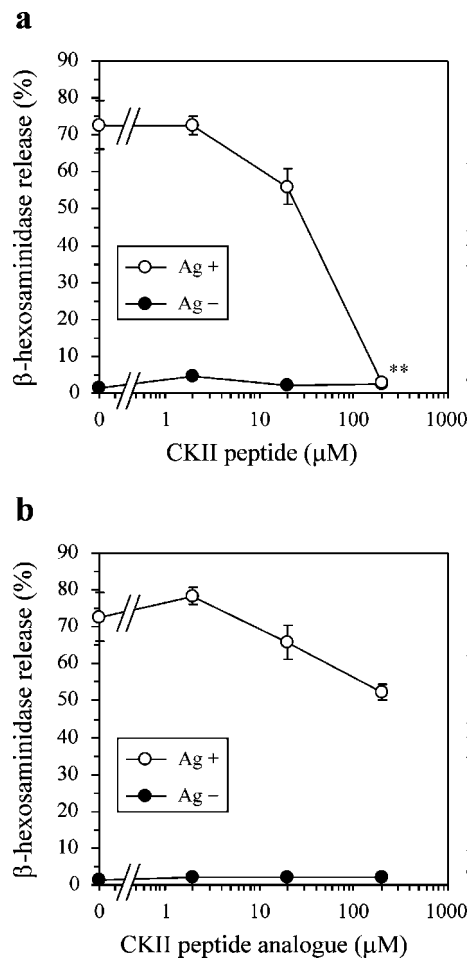 a
β-hexosaminidase release (%)
90
80
70
60
50
40
30
20
10
0
Ag +
Ag −
**
0 1 10 100 1000
CKII peptide (μM)
b
β-hexosaminidase release (%)
90
80
70
60
50
40
30
20
10
0
Ag +
Ag −
0 1 10 100 1000
CKII peptide analogue (μM)